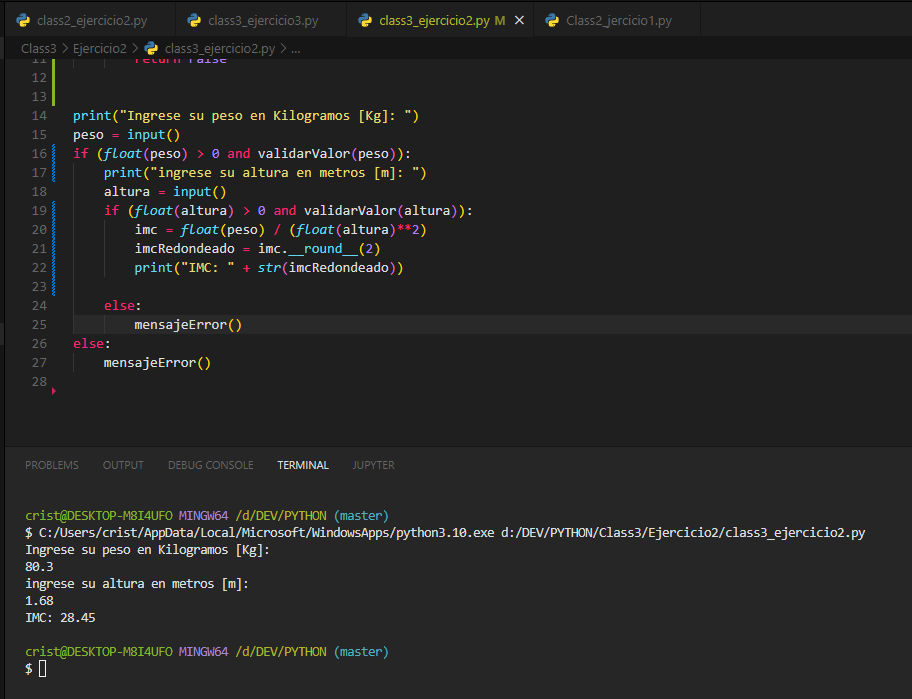 class2_ejercicio2.py class3_ejercicio3.py class3_ejercicio2.py M × Class2_jercicio1.py
Class3 > Ejercicio2 > class3_ejercicio2.py > ...
11 return False
12
13
14 print("Ingrese su peso en Kilogramos [Kg]: ")
15 peso = input()
16 if (float(peso) > 0 and validarValor(peso)):
17 print("ingrese su altura en metros [m]: ")
18 altura = input()
19 if (float(altura) > 0 and validarValor(altura)):
20 imc = float(peso) / (float(altura)**2)
21 imcRedondeado = imc.__round__(2)
22 print("IMC: " + str(imcRedondeado))
23
24 else:
25 mensajeError()
26 else:
27 mensajeError()
28
PROBLEMS OUTPUT DEBUG CONSOLE TERMINAL JUPYTER
crist@DESKTOP-M8I4UFO MINGW64 /d/DEV/PYTHON (master)
$ C:/Users/crist/AppData/Local/Microsoft/WindowsApps/python3.10.exe d:/DEV/PYTHON/Class3/Ejercicio2/class3_ejercicio2.py
Ingrese su peso en Kilogramos [Kg]:
80.3
ingrese su altura en metros [m]:
1.68
IMC: 28.45
crist@DESKTOP-M8I4UFO MINGW64 /d/DEV/PYTHON (master)
$